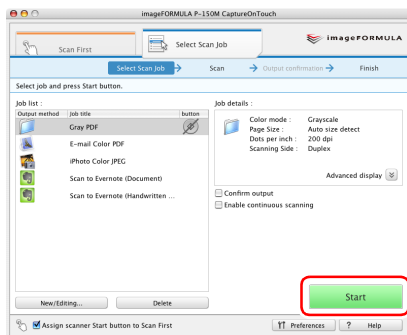 imageFORMULA P-150M CaptureOnTouch
Scan First
Select Scan Job
imageFORMULA
Select Scan Job
Scan
Output confirmation
Finish
Select job and press Start button.
Job list :
Output method
Job title
button
Gray PDF
E-mail Color PDF
iPhoto Color JPEG
Scan to Evernote (Document)
Scan to Evernote (Handwritten ...
New/Editing...
Delete
Job details :
Color mode : Grayscale
Page Size : Auto size detect
Dots per inch : 200 dpi
Scanning Side : Duplex
Advanced display
Confirm output
Enable continuous scanning
Start
Assign scanner Start button to Scan First
Preferences
? Help